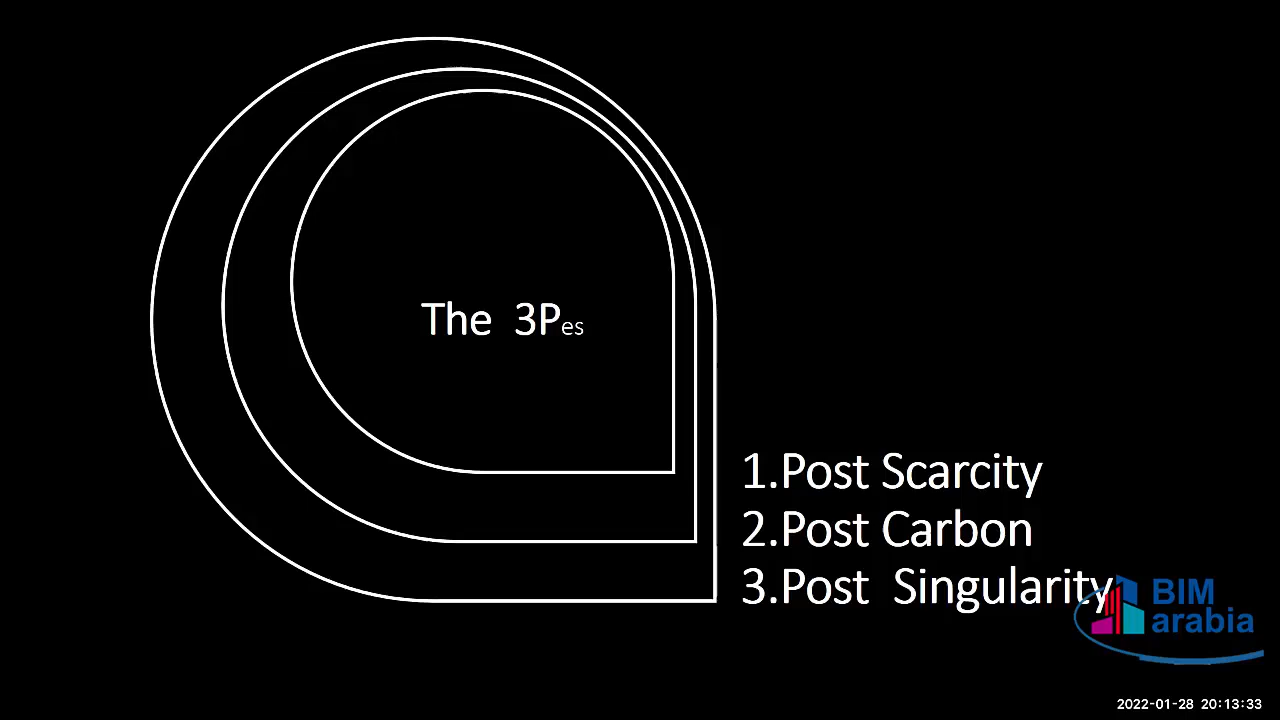 The 3Pes
1.Post Scarcity
2.Post Carbon
3.Post Singularity
BIM
arabia
2022-01-28 20:13:33